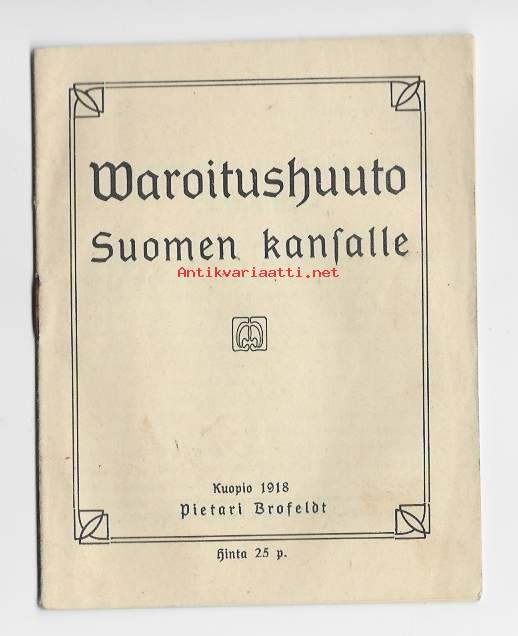 Waroitushuuto
Suomen kanſalle
Antikvariaatti.net
Kuopio 1918
Pietari Brofeldt
Hinta 25 p.